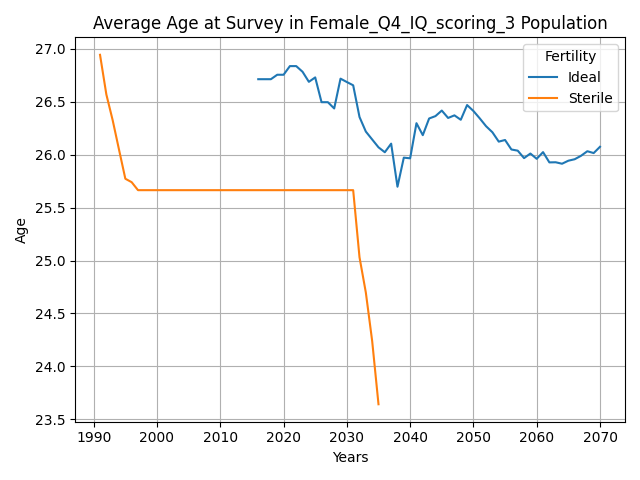 Average Age at Survey in Female_Q4_IQ_scoring_3 Population
Fertility
Ideal
Sterile
27.0
26.5
26.0
25.5
25.0
24.5
24.0
23.5
Age
1990 2000 2010 2020 2030 2040 2050 2060 2070
Years